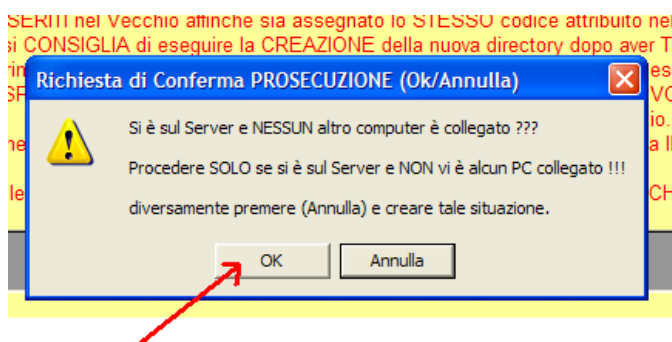 SERITI nel Vecchio affinchè sia assegnato lo STESSO codice attribuito ne
si CONSIGLIA di eseguire la CREAZIONE della nuova directory dopo aver T
Richiesta di Conferma PROSECUZIONE (Ok/Annulla)
Si è sul Server e NESSUN altro computer è collegato ???
Procedere SOLO se si è sul Server e NON vi è alcun PC collegato !!!
diversamente premere (Annulla) e creare tale situazione.
OK Annulla